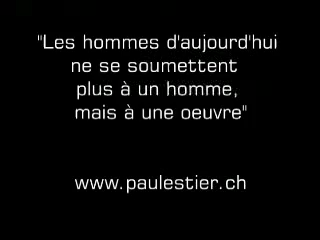 "Les hommes d'aujourd'hui
ne se soumettent
plus à un homme,
mais à une oeuvre"
www.paulestier.ch